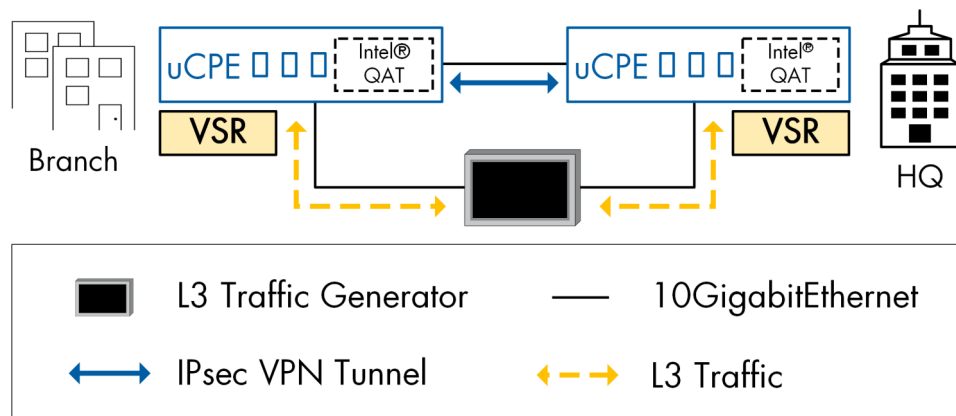 uCPE
Intel®
QAT
uCPE
Intel®
QAT
VSR
VSR
Branch
HQ
L3 Traffic Generator
10GigabitEthernet
IPsec VPN Tunnel
L3 Traffic